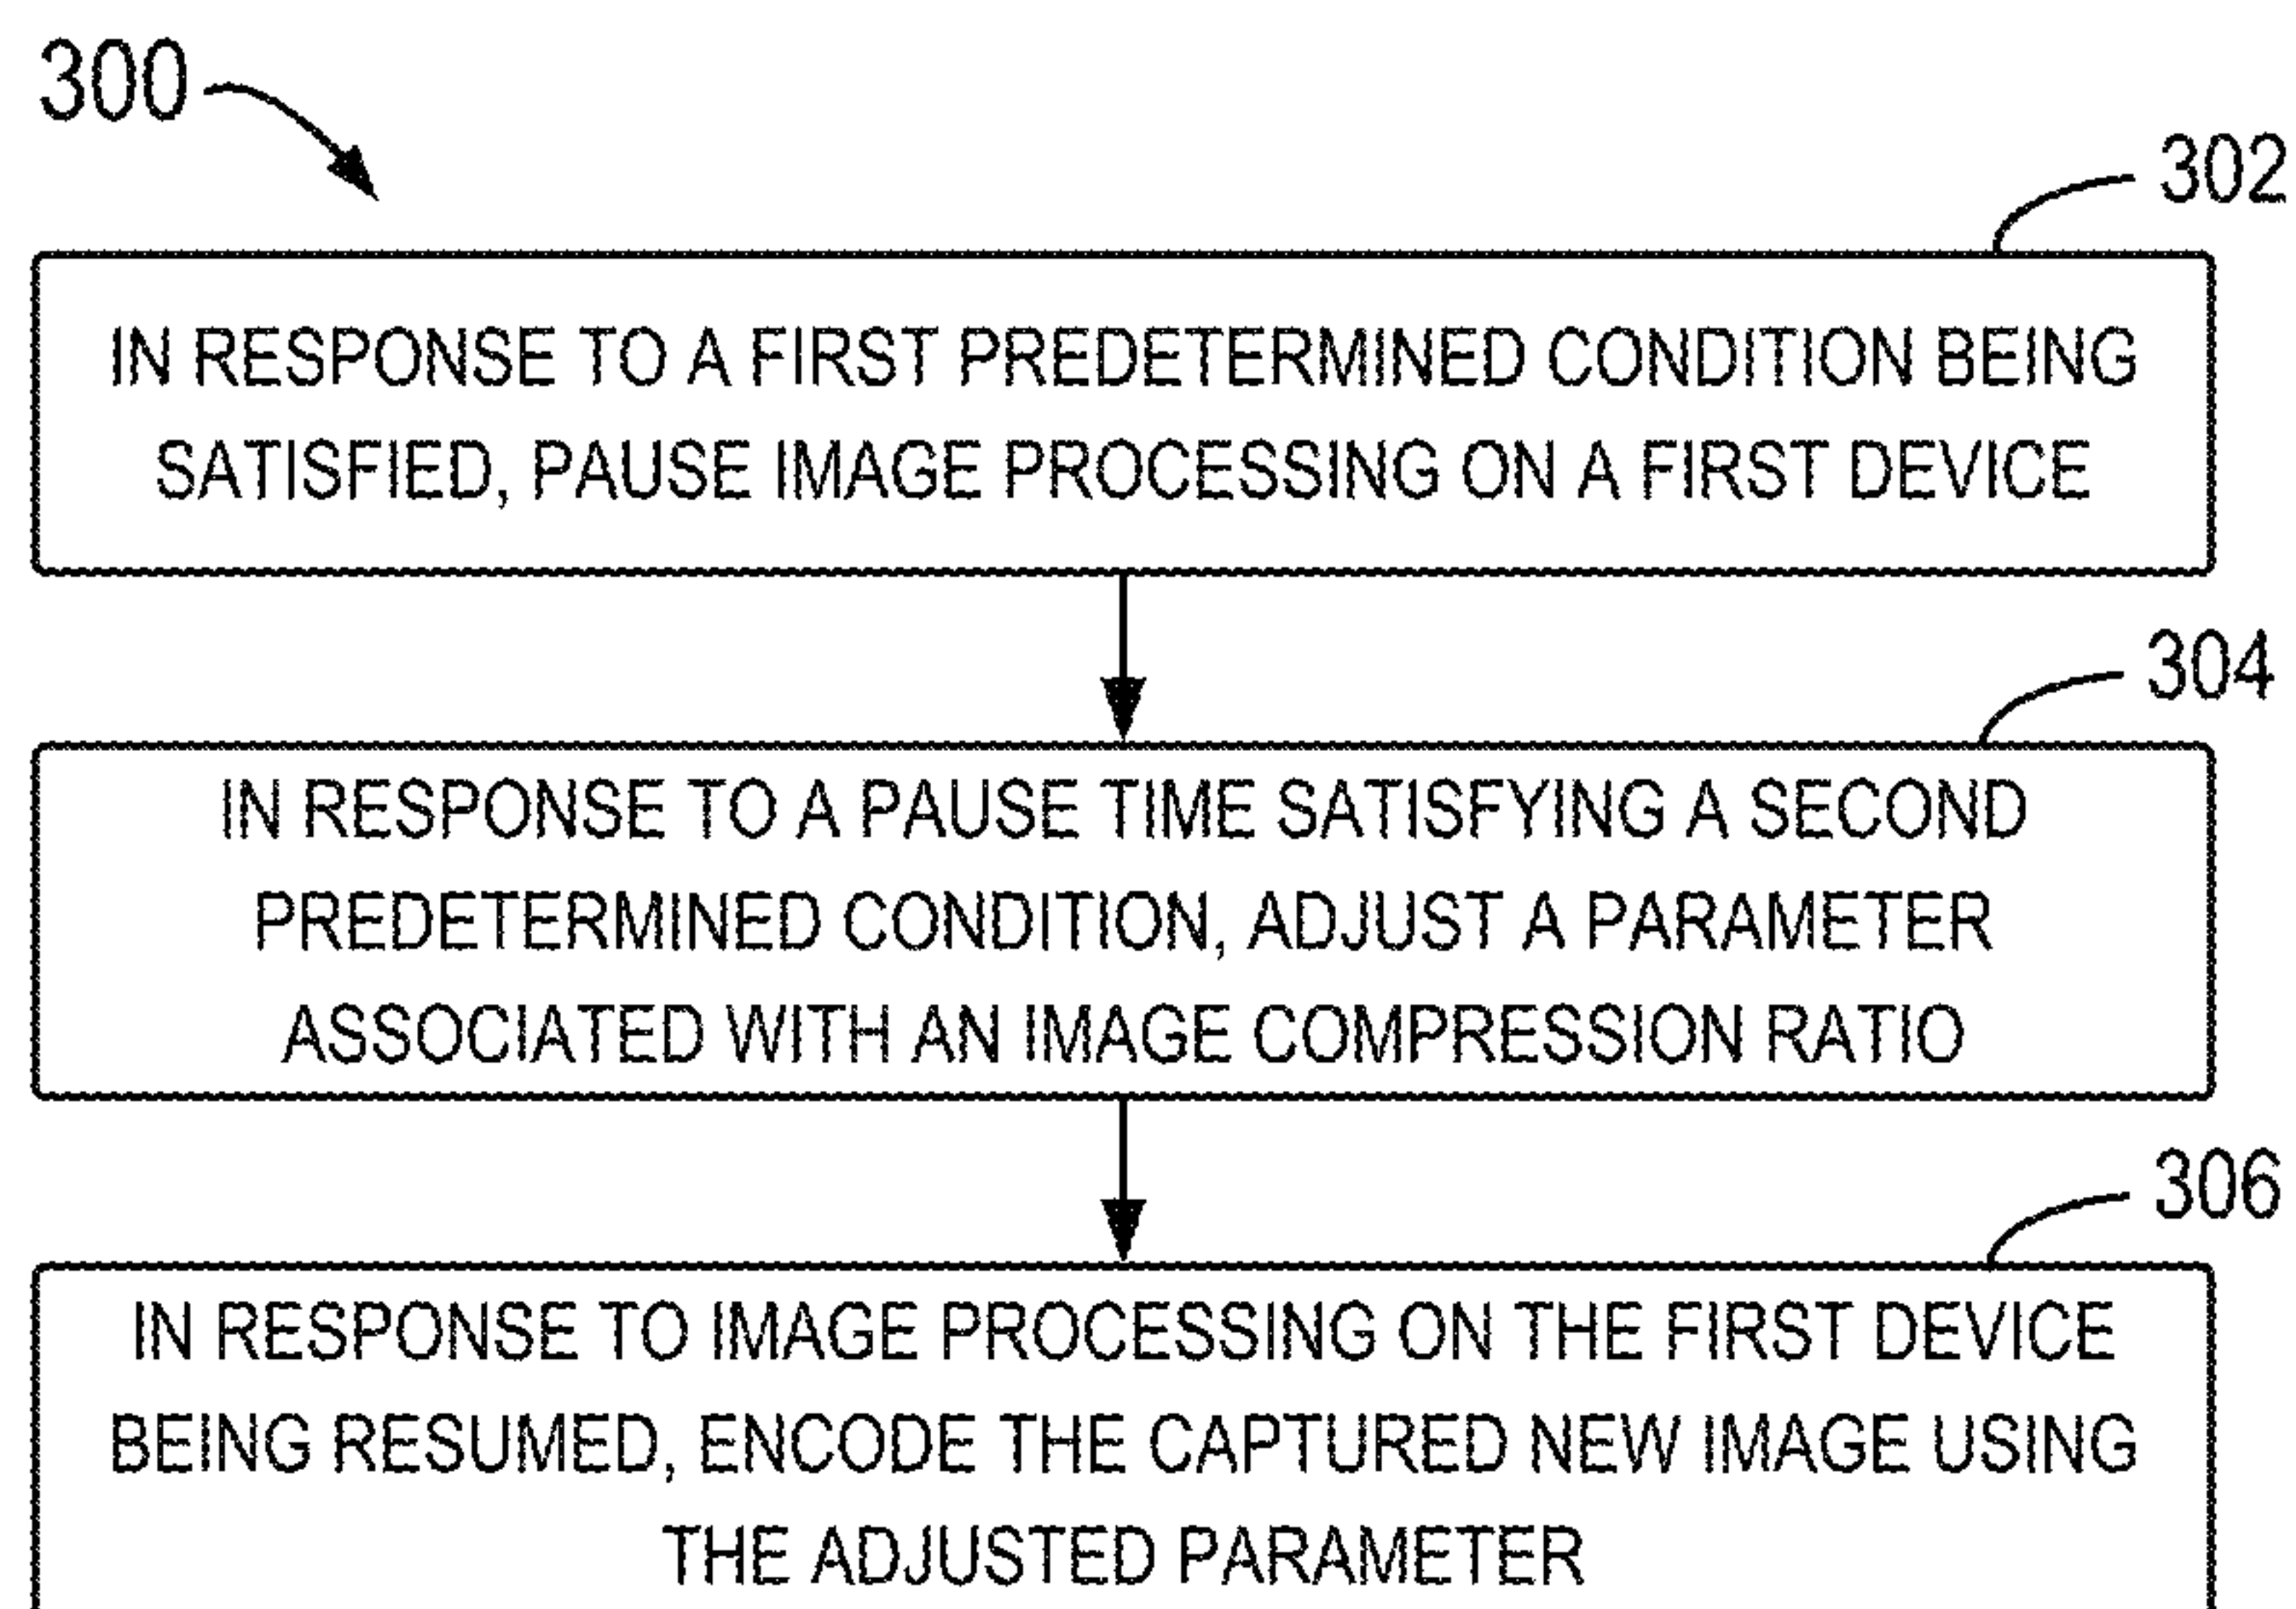 300
302
IN RESPONSE TO A FIRST PREDETERMINED CONDITION BEING
SATISFIED, PAUSE IMAGE PROCESSING ON A FIRST DEVICE
304
IN RESPONSE TO A PAUSE TIME SATISFYING A SECOND
PREDETERMINED CONDITION, ADJUST A PARAMETER
ASSOCIATED WITH AN IMAGE COMPRESSION RATIO
306
IN RESPONSE TO IMAGE PROCESSING ON THE FIRST DEVICE
BEING RESUMED, ENCODE THE CAPTURED NEW IMAGE USING
THE ADJUSTED PARAMETER